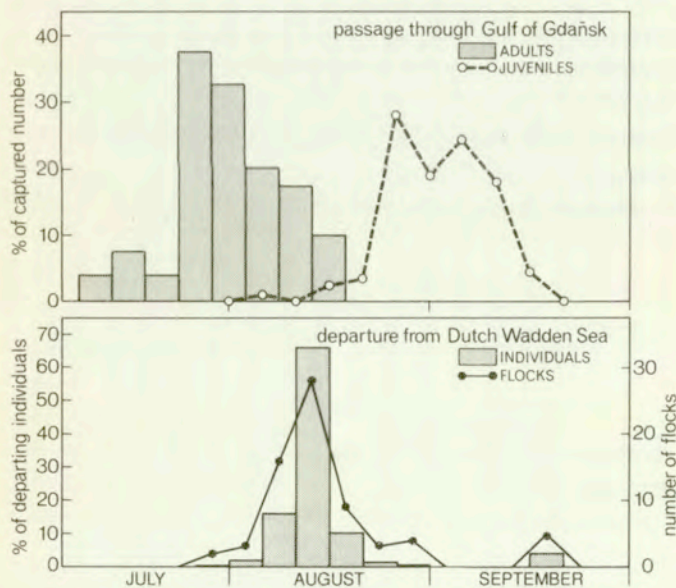 passage through Gulf of Gdańsk
ADULTS
JUVENILES
% of captured number
40
30
20
10
0
departure from Dutch Wadden Sea
INDIVIDUALS
FLOCKS
% of departing individuals
70
60
50
40
30
20
10
0
number of flocks
30
20
10
0
JULY AUGUST SEPTEMBER